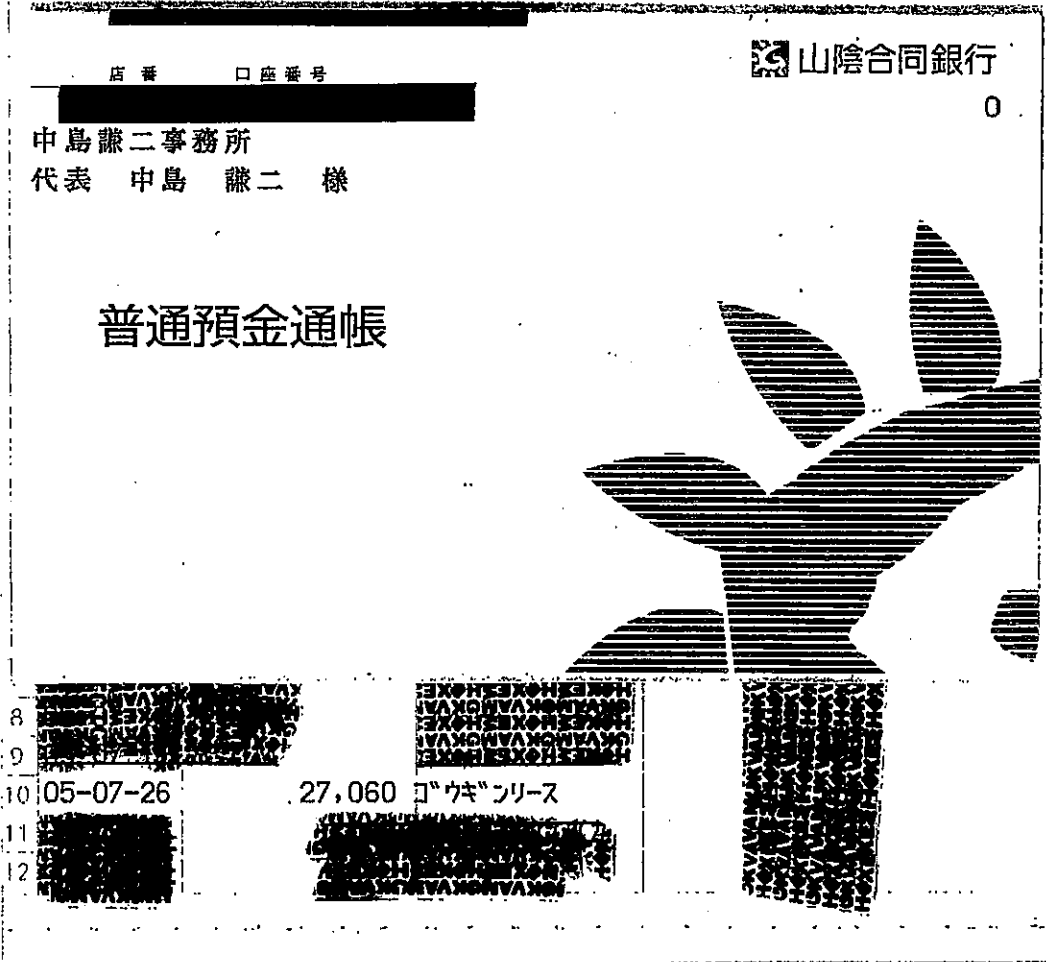 山陰合同銀行
0
店番 口座番号
中島謙二事務所
代表 中島 謙二 様
普通預金通帳
8
9
10 05-07-26 27,060 ゴウギンリース
11
12